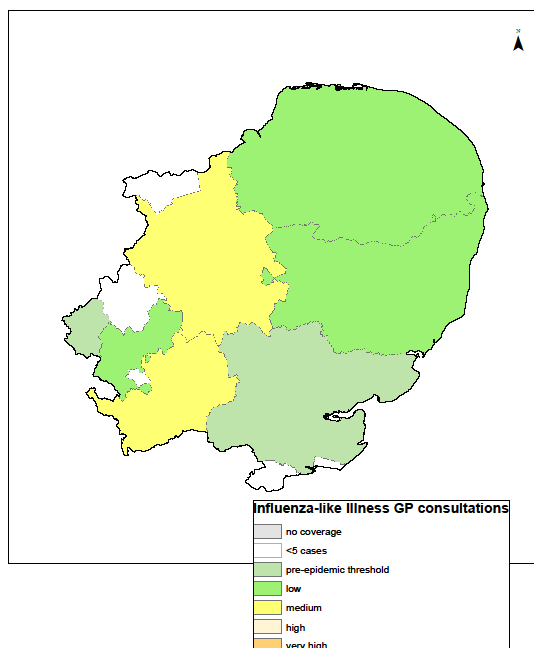 N
Influenza-like Illness GP consultations
no coverage
<5 cases
pre-epidemic threshold
low
medium
high
very high